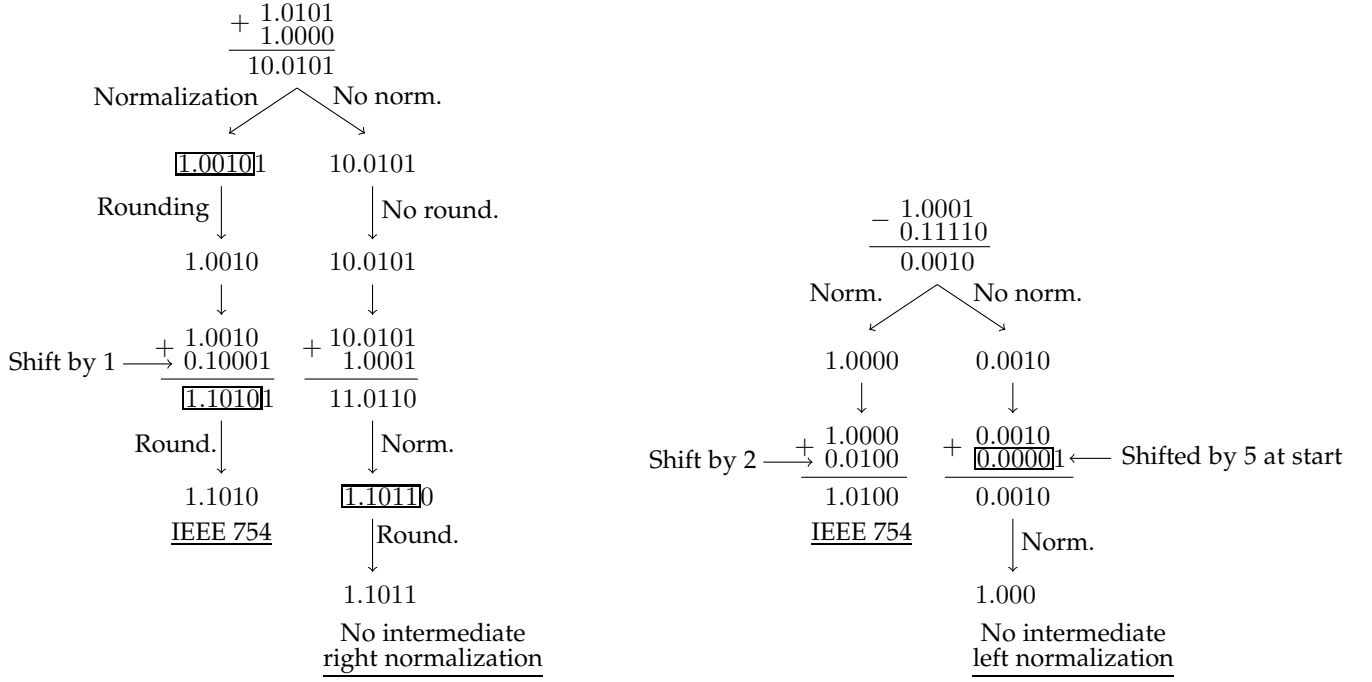 + 1.0101
1.0000
10.0101
Normalization No norm.
1.00101 10.0101
Rounding No round.
1.0010 10.0101
1.0010 10.0101
+ +
Shift by 1 0.10001 1.0001
1.10101 11.0110
Round. Norm.
1.1010 1.10110
IEEE 754
Round.
1.1011
No intermediate
right normalization
− 1.0001
0.11110
0.0010
Norm. No norm.
1.0000 0.0010
+ 1.0000 + 0.0010
Shift by 2 0.0100 0.00001 Shifted by 5 at start
1.0100 0.0010
IEEE 754
Norm.
1.000
No intermediate
left normalization